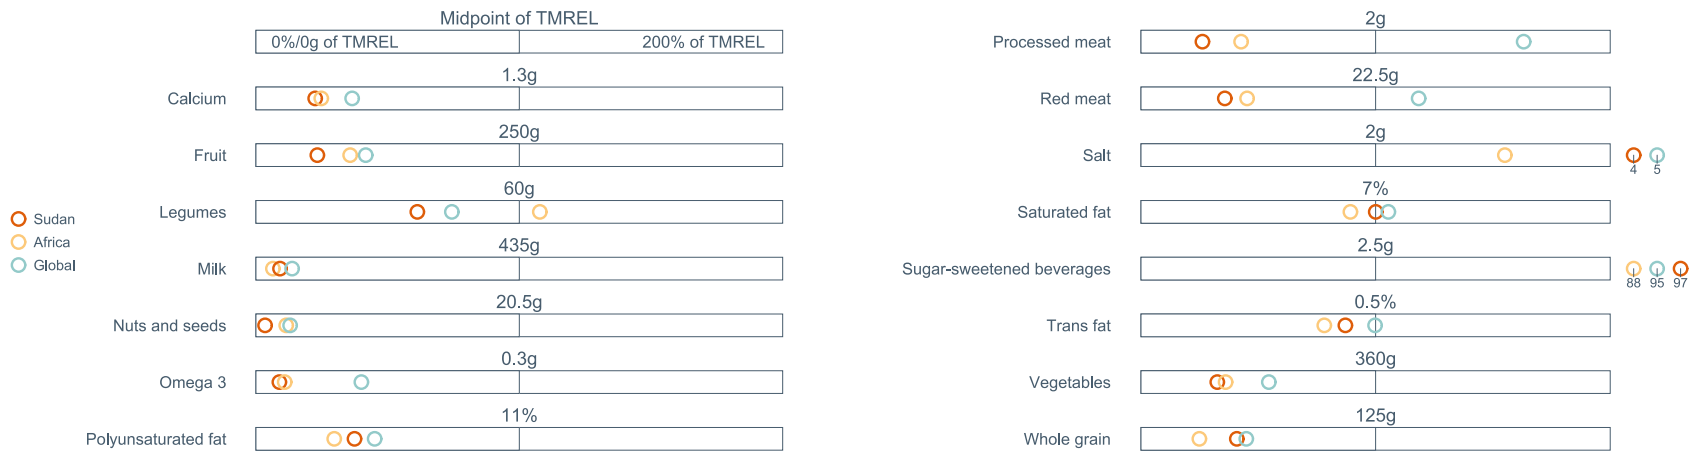 Midpoint of TMREL
0%/0g of TMREL 200% of TMREL
1.3g
Calcium
250g
Fruit
60g
Legumes
435g
Milk
20.5g
Nuts and seeds
0.3g
Omega 3
11%
Polyunsaturated fat
Sudan
Africa
Global
2g
Processed meat
22.5g
Red meat
2g
Salt
4 5
7%
Saturated fat
2.5g
Sugar-sweetened beverages
88 95 97
0.5%
Trans fat
360g
Vegetables
125g
Whole grain